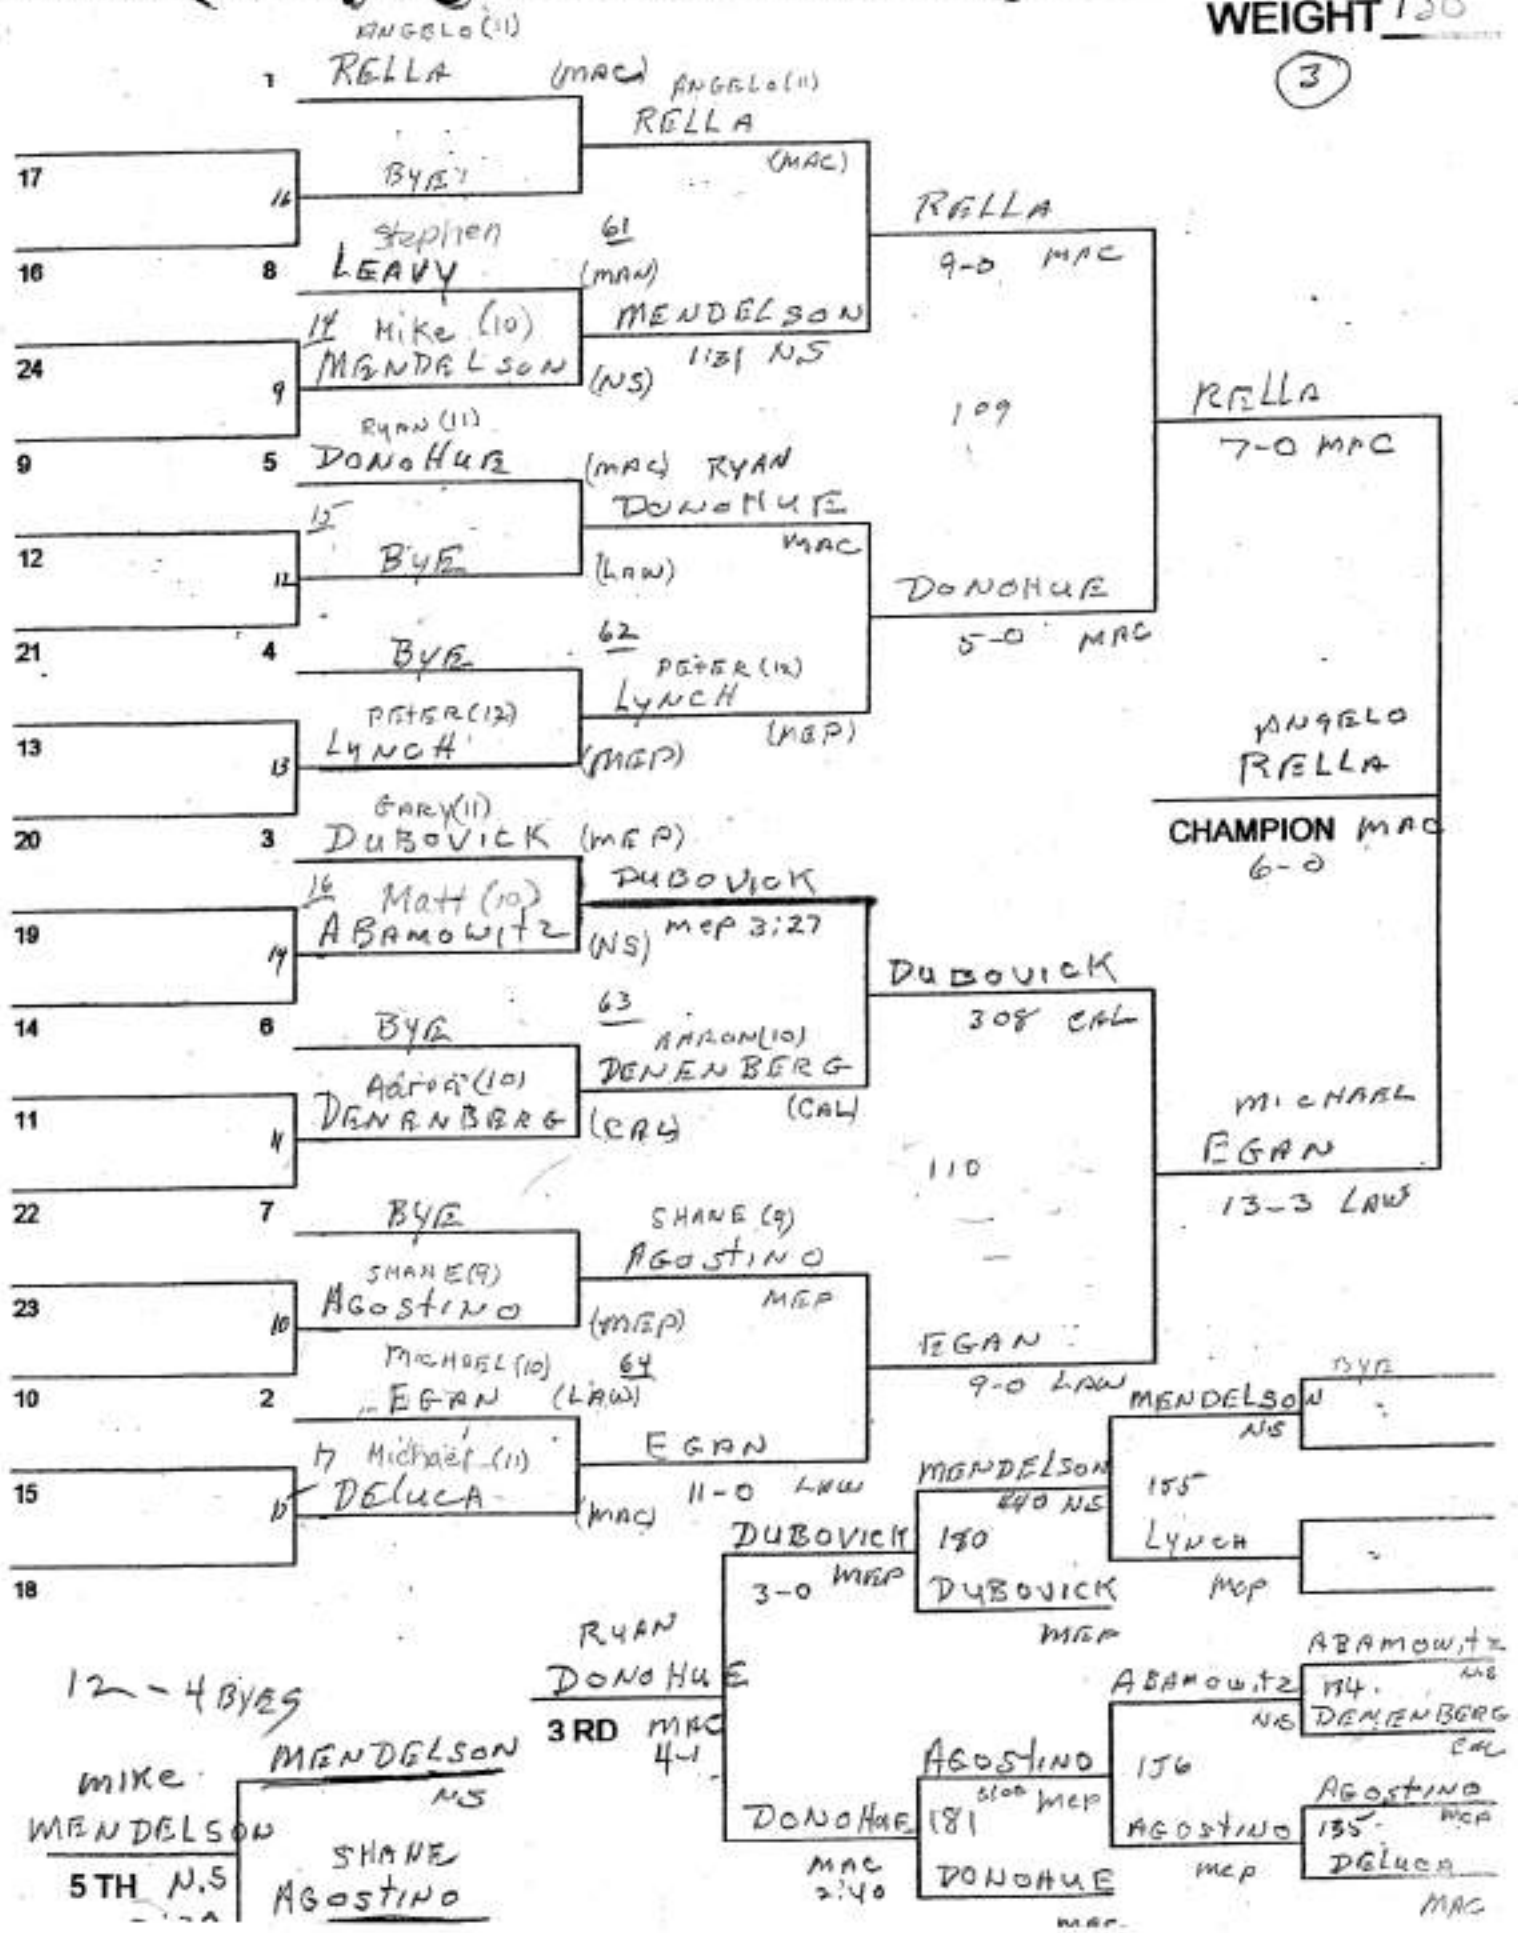 WEIGHT
3
ANGELO (11)
1 RELLA (MAC)
ANGELO (11)
RELLA
(MAC)
17
16 BYE
16
Stephen
8 LEAVY (MAN)
61
24
14 Mike (10)
9 MENDELSON (NS)
MENDELSON
1:31 NS
RELLA
9-0 MAC
9
RYAN (11)
5 DONOHUE (MAC)
RYAN
DONOHUE
MAC
12
15
12 BYE (LAW)
109
RELLA
7-0 MAC
21
4 BYE
62
PETER (12)
LYNCH
(MEP)
13
PETER (12)
13 LYNCH (MEP)
DONOHUE
5-0 MAC
ANGELO
RELLA
CHAMPION MAC
6-0
20
GARY (11)
3 DUBOVICK (MEP)
DUBOVICK
MEP 3:27
19
16 Matt (10)
14 ABAMOWITZ (NS)
DUBOVICK
308 CAL
14
6 BYE
63
AARON (10)
DENENBERG
(CAL)
11
Aaron (10)
11 DENENBERG (CAL)
110
MICHAEL
EGAN
13-3 LAW
22
7 BYE
SHANE (9)
AGOSTINO
MEP
23
SHANE (9)
10 AGOSTINO (MEP)
EGAN
9-0 LAW
10
MICHAEL (10)
2 EGAN (LAW)
64
EGAN
11-0 LAW
15
17 Michael (11)
15 DELUCA (MAC)
18
BYE
MENDELSON
NS
MENDELSON
NS
155
LYNCH
MEP
DUBOVICK
3-0 MEP
180
DUBOVICK
MEP
RYAN
DONOHUE
3RD MAC
4-1
ABAMOWITZ
NS
134
DENENBERG
CAL
ABAMOWITZ
NS
AGOSTINO
MEP
156
AGOSTINO
MEP
AGOSTINO
MEP
135
DELUCA
MAC
DONOHUE
MAC
2:40
181
DONOHUE
MAC
12-4 BYES
MENDELSON
NS
MIKE
MENDELSON
5TH N.S
SHANE
AGOSTINO